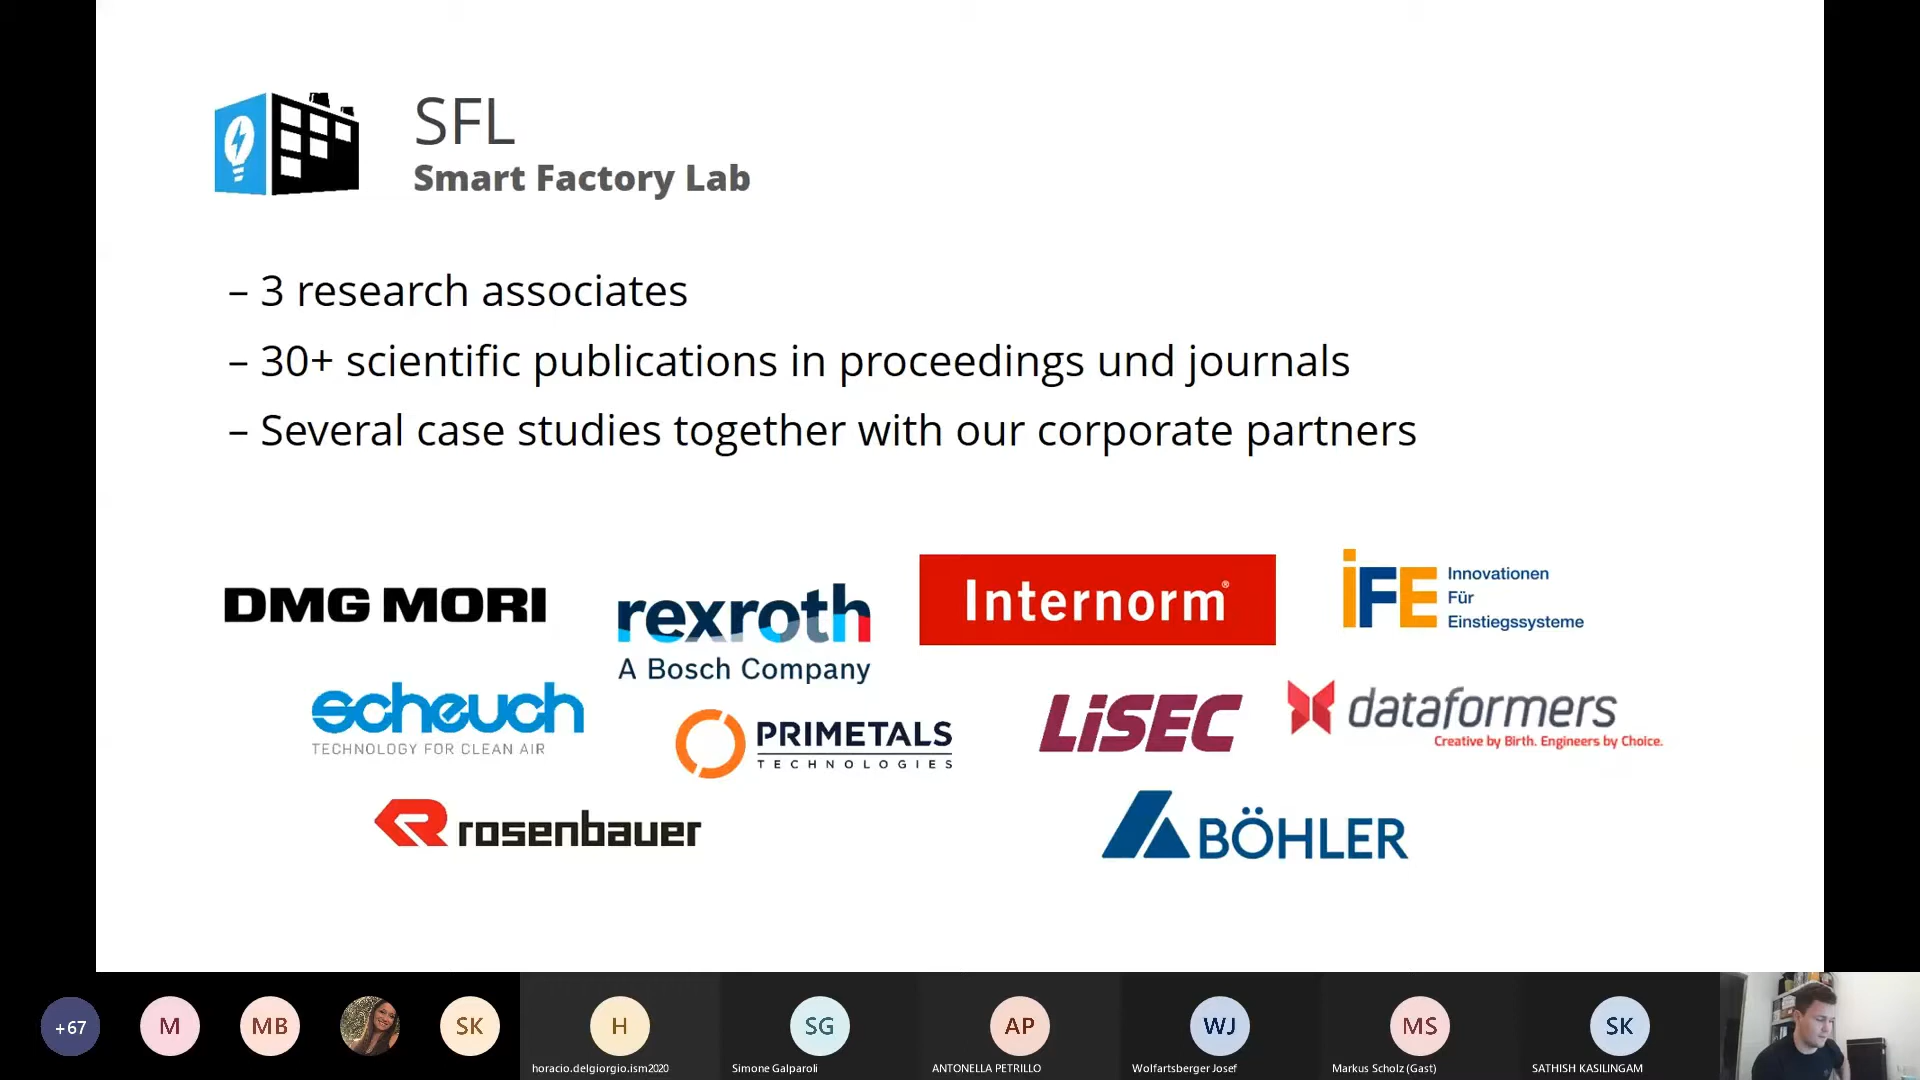 SFL
Smart Factory Lab
– 3 research associates
– 30+ scientific publications in proceedings und journals
– Several case studies together with our corporate partners
DMG MORI
rexroth
A Bosch Company
Internorm®
iFE
Innovationen
Für
Einstiegssysteme
scheuch
TECHNOLOGY FOR CLEAN AIR
PRIMETALS
TECHNOLOGIES
LiSEC
dataformers
Creative by Birth. Engineers by Choice.
rosenbauer
BÖHLER
+67
M
MB
SK
H
SG
AP
WJ
MS
SK
horacio.delgiorgio.ism2020
Simone Galparoli
ANTONELLA PETRILLO
Wolfartsberger Josef
Markus Scholz (Gast)
SATHISH KASILINGAM